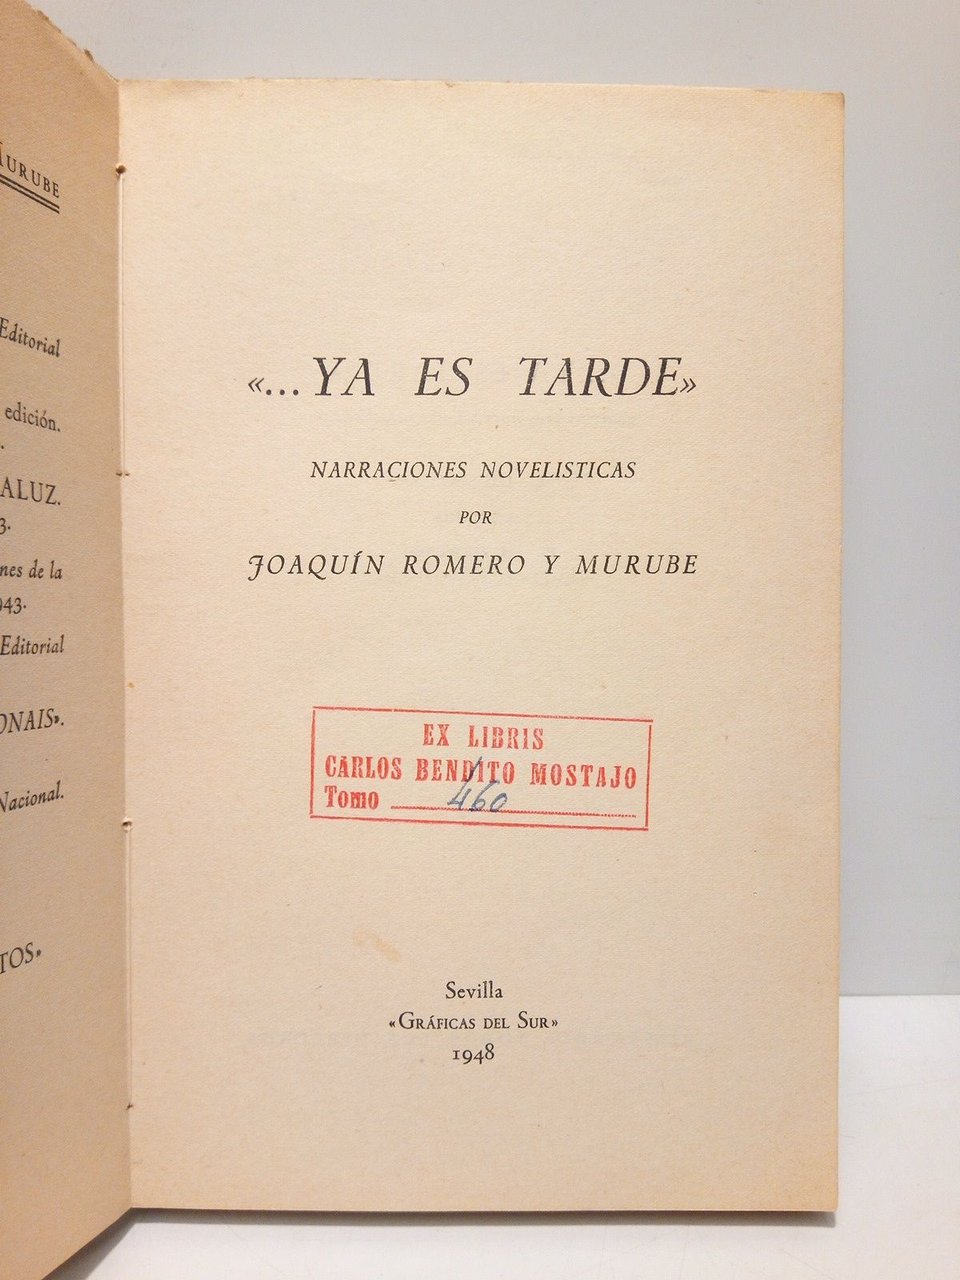 MURUBE
Editorial
edición.
ALUZ.
3.
nes de la
943.
Editorial
ONAIS».
Nacional.
TOS»
«... YA ES TARDE»
NARRACIONES NOVELISTICAS
POR
JOAQUÍN ROMERO Y MURUBE
EX LIBRIS
CARLOS BENDITO MOSTAJO
Tomo 460
Sevilla
«GRÁFICAS DEL SUR»
1948